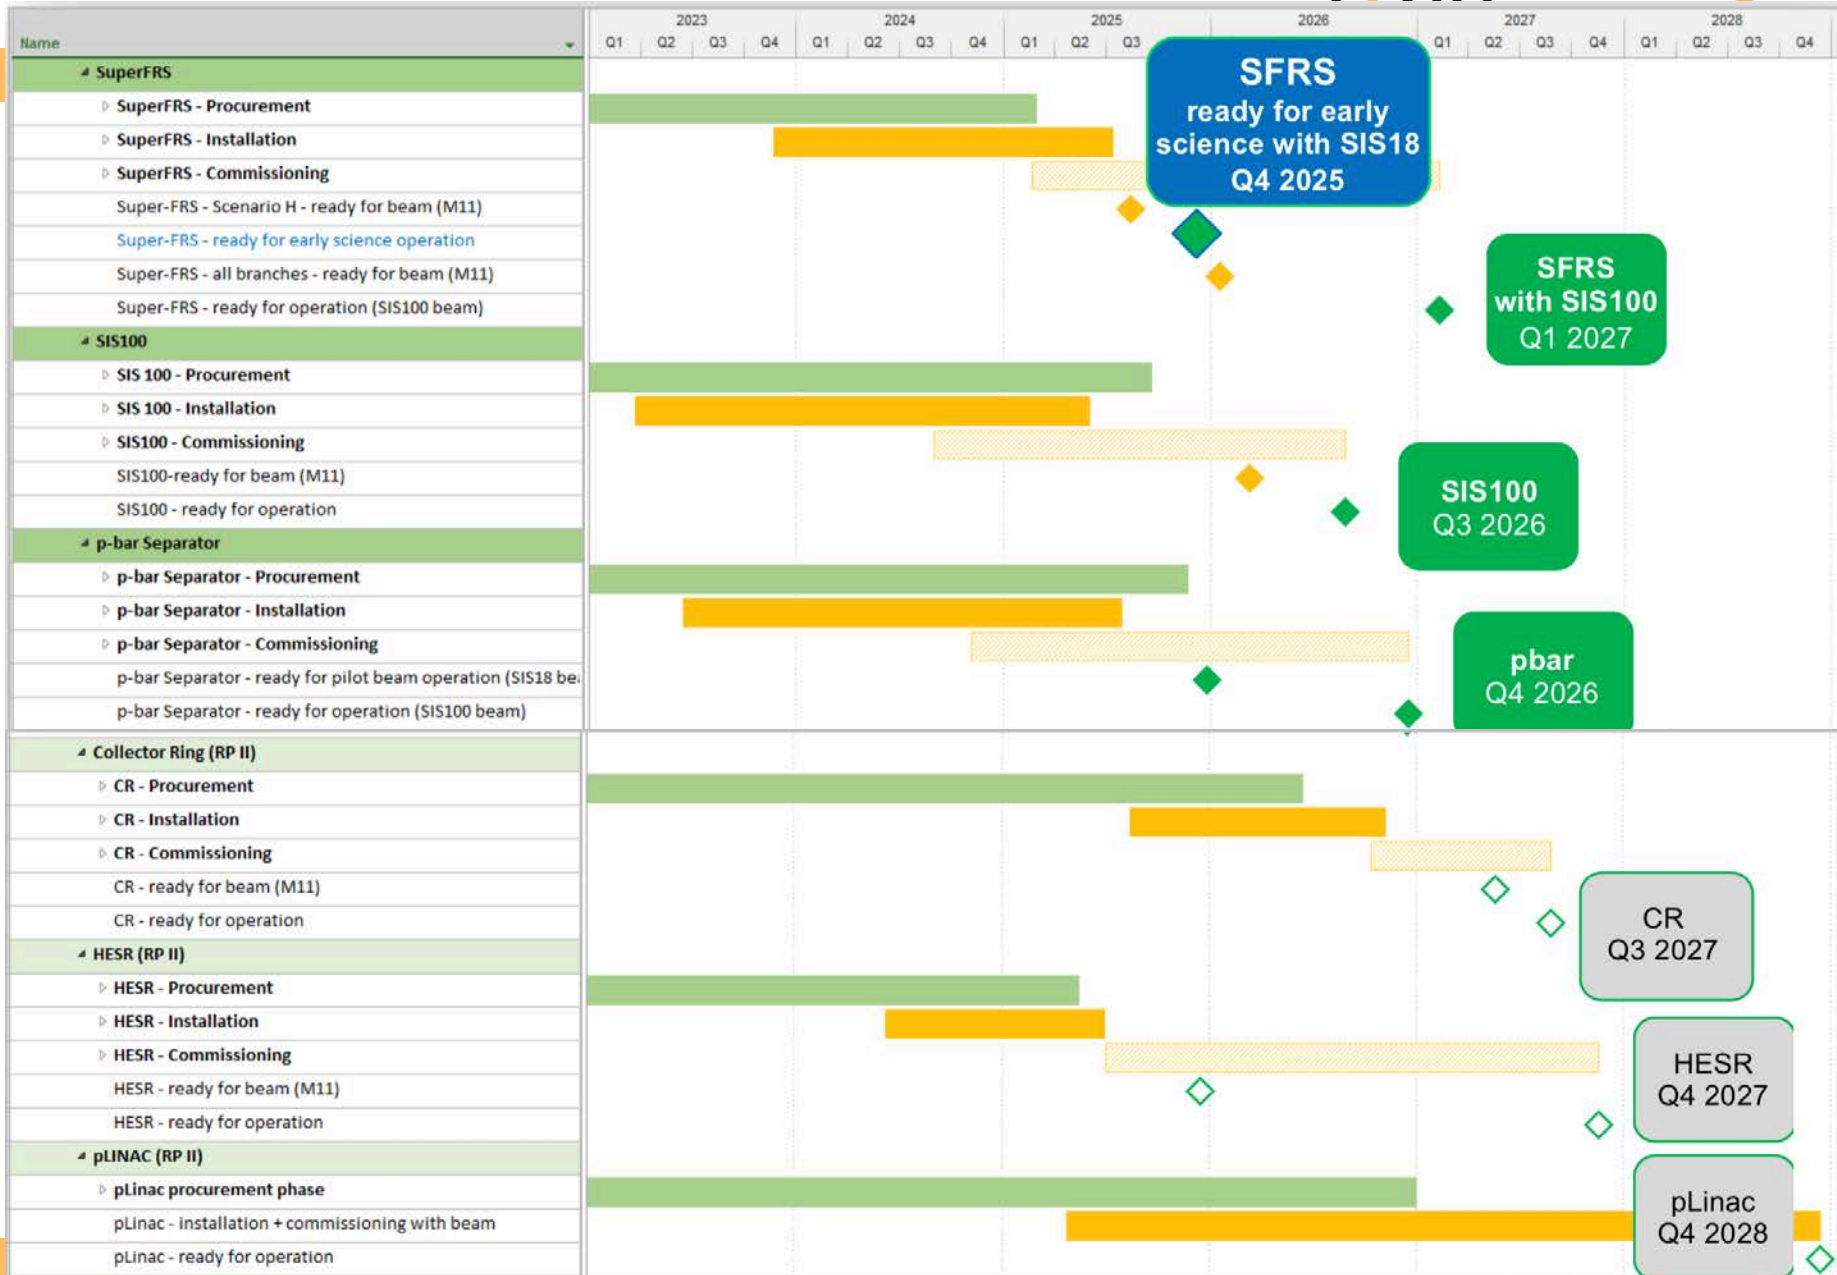 2023 2024 2025 2026 2027 2028
Name Q1 Q2 Q3 Q4 Q1 Q2 Q3 Q4 Q1 Q2 Q3 Q1 Q2 Q3 Q4 Q1 Q2 Q3 Q4
SuperFRS
SuperFRS - Procurement
SuperFRS - Installation
SuperFRS - Commissioning
Super-FRS - Scenario H - ready for beam (M11)
Super-FRS - ready for early science operation
Super-FRS - all branches - ready for beam (M11)
Super-FRS - ready for operation (SIS100 beam)
SFRS
ready for early
science with SIS18
Q4 2025
SFRS
with SIS100
Q1 2027
SIS100
SIS 100 - Procurement
SIS 100 - Installation
SIS100 - Commissioning
SIS100-ready for beam (M11)
SIS100 - ready for operation
SIS100
Q3 2026
p-bar Separator
p-bar Separator - Procurement
p-bar Separator - Installation
p-bar Separator - Commissioning
p-bar Separator - ready for pilot beam operation (SIS18
p-bar Separator - ready for operation (SIS100 beam)
pbar
Q4 2026
Collector Ring (RP II)
CR - Procurement
CR - Installation
CR - Commissioning
CR - ready for beam (M11)
CR - ready for operation
CR
Q3 2027
HESR (RP II)
HESR - Procurement
HESR - Installation
HESR - Commissioning
HESR - ready for beam (M11)
HESR - ready for operation
HESR
Q4 2027
pLINAC (RP II)
pLinac procurement phase
pLinac - installation + commissioning with beam
pLinac - ready for operation
pLinac
Q4 2028